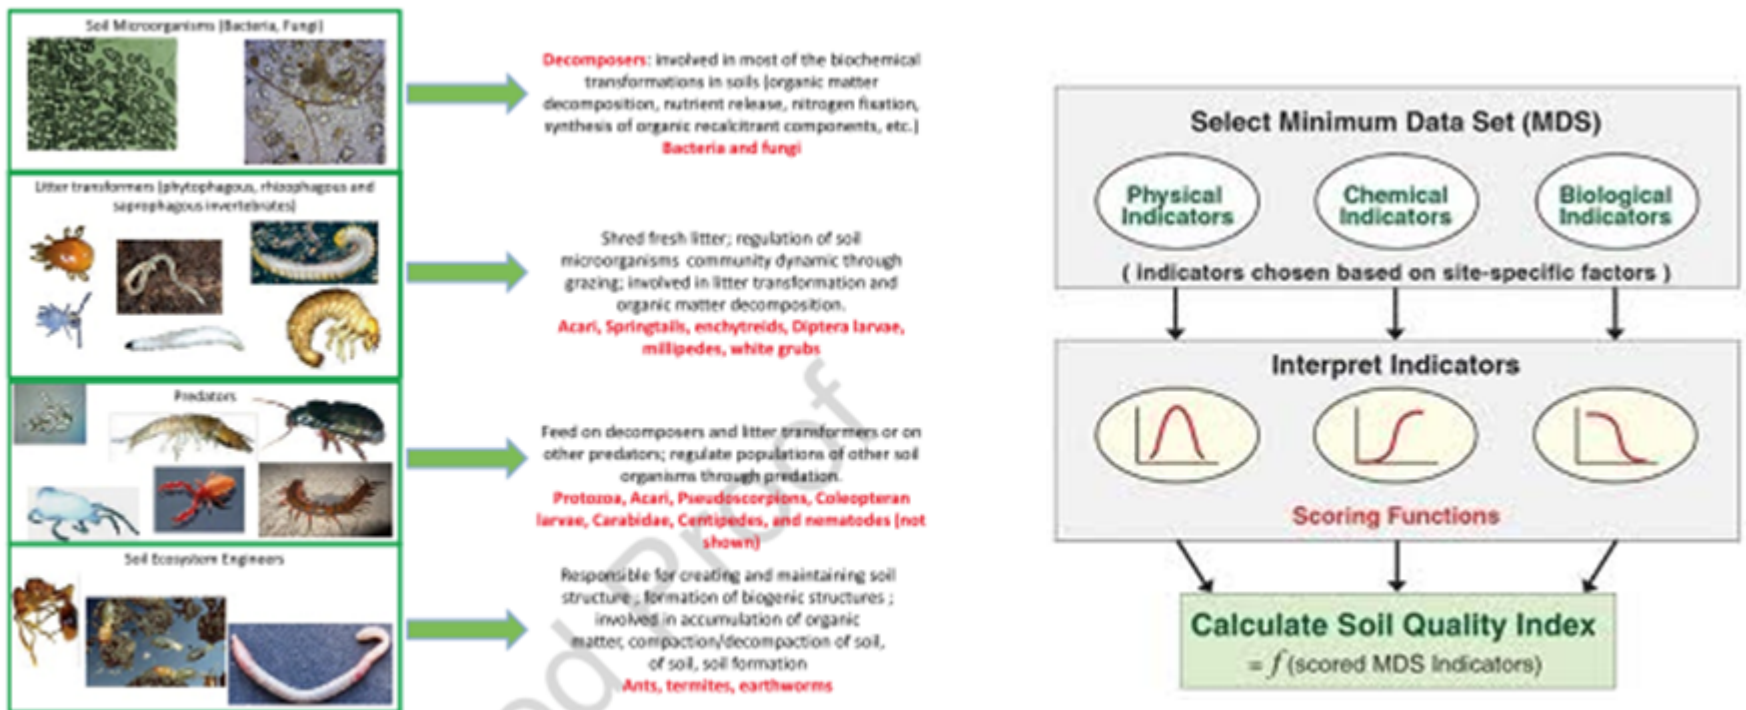 Soil Microorganisms (Bacteria, Fungi)
Decomposers: involved in most of the biochemical
transformations in soils (organic matter
decomposition, nutrient release, nitrogen fixation,
synthesis of organic recalcitrant components, etc.)
Bacteria and fungi
Litter transformers (phytophagous, rhizophagous and
saprophagous invertebrates)
Shred fresh litter; regulation of soil
microorganisms community dynamic through
grazing; involved in litter transformation and
organic matter decomposition.
Acari, Springtails, enchytreids, Diptera larvae,
millipedes, white grubs
Predators
Feed on decomposers and litter transformers or on
other predators; regulate populations of other soil
organisms through predation.
Protozoa, Acari, Pseudoscorpions, Coleopteran
larvae, Carabidae, Centipedes, and nematodes (not
shown)
Soil Ecosystem Engineers
Responsible for creating and maintaining soil
structure ; formation of biogenic structures ;
involved in accumulation of organic
matter, compaction/decompaction of soil,
of soil, soil formation
Ants, termites, earthworms
Proof
Select Minimum Data Set (MDS)
Physical Indicators
Chemical Indicators
Biological Indicators
( indicators chosen based on site-specific factors )
Interpret Indicators
Scoring Functions
Calculate Soil Quality Index
= f (scored MDS Indicators)